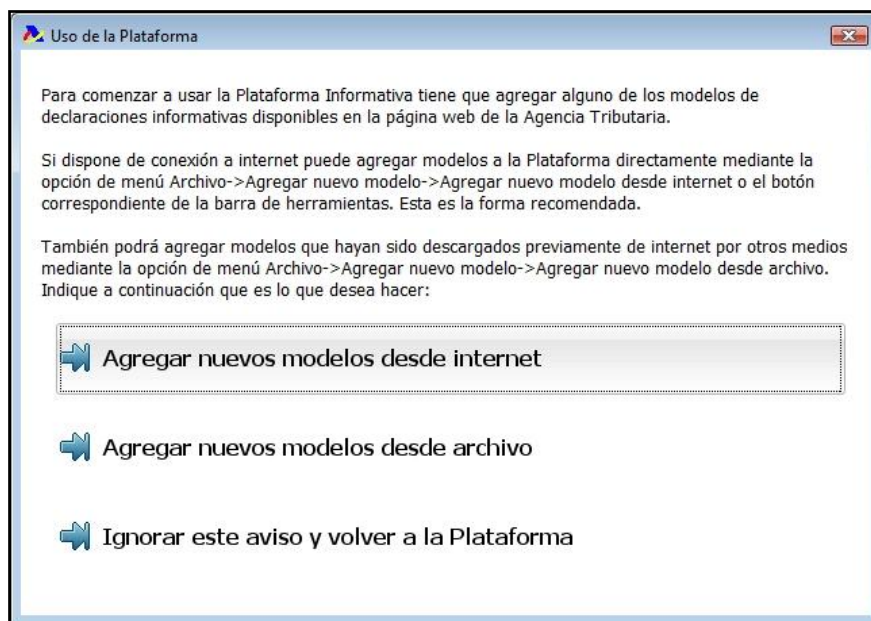 Uso de la Plataforma
Para comenzar a usar la Plataforma Informativa tiene que agregar alguno de los modelos de
declaraciones informativas disponibles en la página web de la Agencia Tributaria.
Si dispone de conexión a internet puede agregar modelos a la Plataforma directamente mediante la
opción de menú Archivo->Agregar nuevo modelo->Agregar nuevo modelo desde internet o el botón
correspondiente de la barra de herramientas. Esta es la forma recomendada.
También podrá agregar modelos que hayan sido descargados previamente de internet por otros medios
mediante la opción de menú Archivo->Agregar nuevo modelo->Agregar nuevo modelo desde archivo.
Indique a continuación que es lo que desea hacer:
Agregar nuevos modelos desde internet
Agregar nuevos modelos desde archivo
Ignorar este aviso y volver a la Plataforma